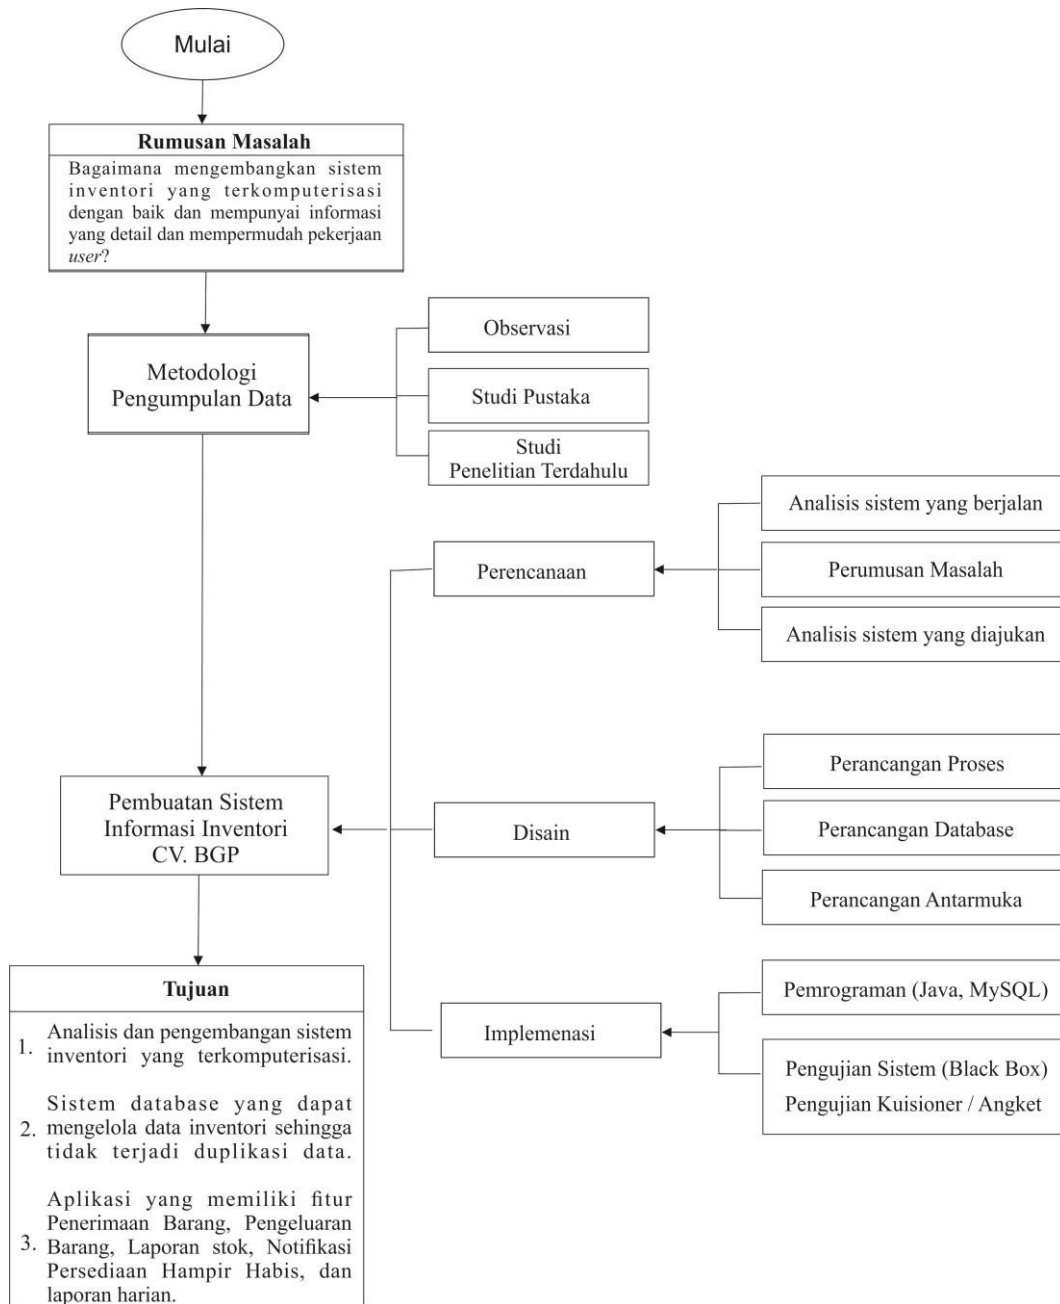 Mulai
Rumusan Masalah
Bagaimana mengembangkan sistem
inventori yang terkomputerisasi
dengan baik dan mempunyai informasi
yang detail dan mempermudah pekerjaan
user?
Metodologi
Pengumpulan Data
Observasi
Studi Pustaka
Studi
Penelitian Terdahulu
Perencanaan
Analisis sistem yang berjalan
Perumusan Masalah
Analisis sistem yang diajukan
Pembuatan Sistem
Informasi Inventori
CV. BGP
Disain
Perancangan Proses
Perancangan Database
Perancangan Antarmuka
Implemenasi
Pemrograman (Java, MySQL)
Pengujian Sistem (Black Box)
Pengujian Kuisioner / Angket
Tujuan
1. Analisis dan pengembangan sistem
inventori yang terkomputerisasi.
2. Sistem database yang dapat
mengelola data inventori sehingga
tidak terjadi duplikasi data.
3. Aplikasi yang memiliki fitur
Penerimaan Barang, Pengeluaran
Barang, Laporan stok, Notifikasi
Persediaan Hampir Habis, dan
laporan harian.